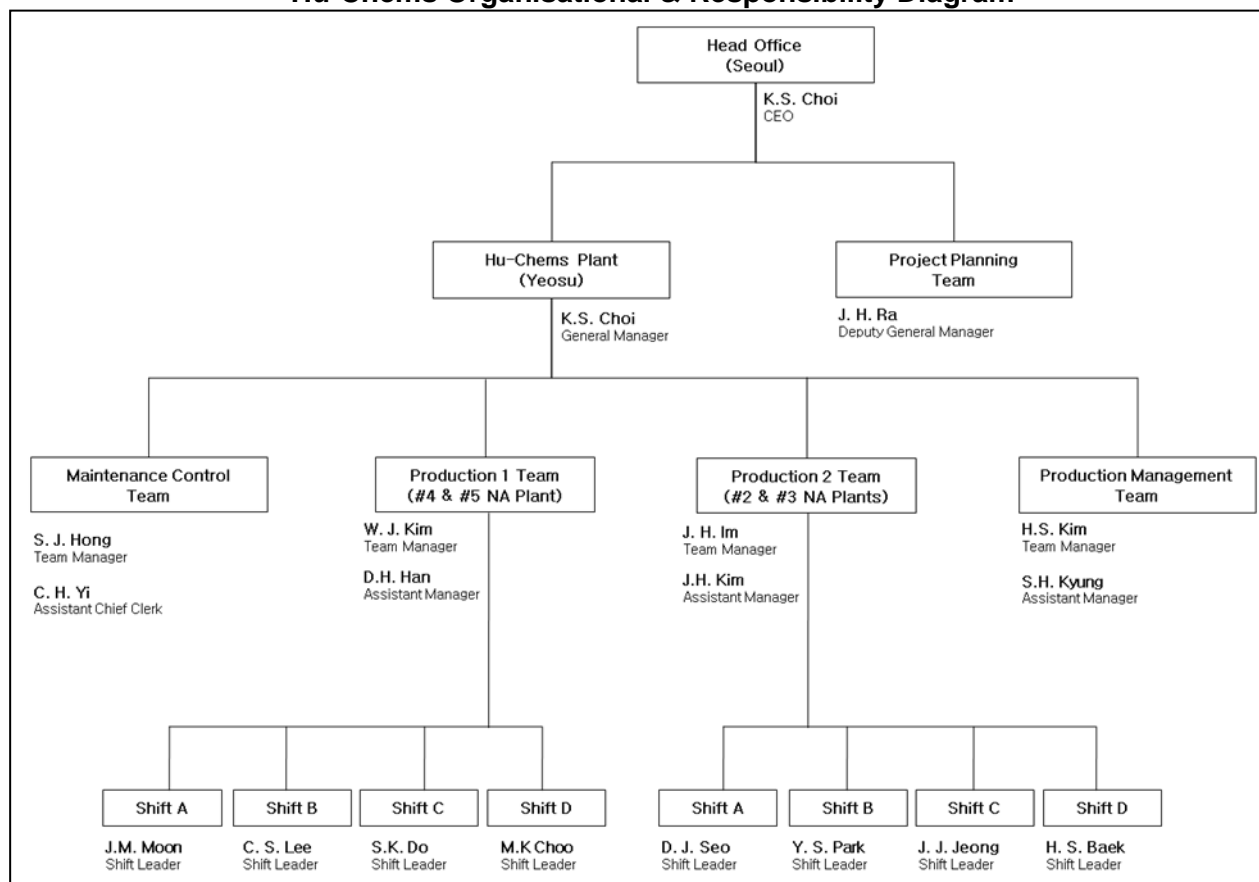 Hu-Chems Organisational & Responsibility Diagram
Head Office
(Seoul)
K.S. Choi
CEO
Hu-Chems Plant
(Yeosu)
K.S. Choi
General Manager
Project Planning
Team
J. H. Ra
Deputy General Manager
Maintenance Control
Team
S. J. Hong
Team Manager
C. H. Yi
Assistant Chief Clerk
Production 1 Team
(#4 & #5 NA Plant)
W. J. Kim
Team Manager
D.H. Han
Assistant Manager
Production 2 Team
(#2 & #3 NA Plants)
J. H. Im
Team Manager
J.H. Kim
Assistant Manager
Production Management
Team
H.S. Kim
Team Manager
S.H. Kyung
Assistant Manager
Shift A
J.M. Moon
Shift Leader
Shift B
C. S. Lee
Shift Leader
Shift C
S.K. Do
Shift Leader
Shift D
M.K Choo
Shift Leader
Shift A
D. J. Seo
Shift Leader
Shift B
Y. S. Park
Shift Leader
Shift C
J. J. Jeong
Shift Leader
Shift D
H. S. Baek
Shift Leader